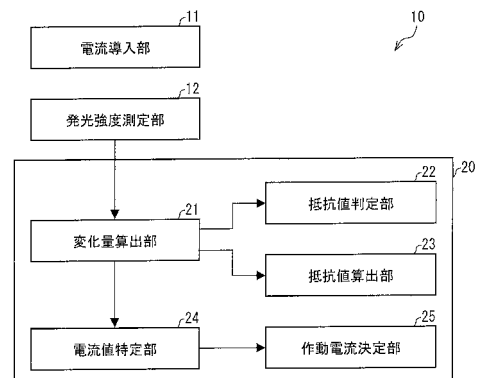 10
11
電流導入部
12
発光強度測定部
20
21
変化量算出部
22
抵抗値判定部
23
抵抗値算出部
24
電流値特定部
25
作動電流決定部